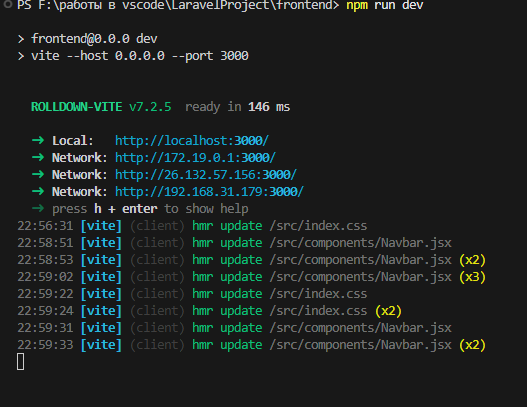 PS F:\работы в vscode\LaravelProject\frontend> npm run dev
> frontend@0.0.0 dev
> vite --host 0.0.0.0 --port 3000
ROLLDOWN-VITE v7.2.5 ready in 146 ms
➜ Local: http://localhost:3000/
➜ Network: http://172.19.0.1:3000/
➜ Network: http://26.132.57.156:3000/
➜ Network: http://192.168.31.179:3000/
➜ press h + enter to show help
22:56:31 [vite] (client) hmr update /src/index.css
22:58:51 [vite] (client) hmr update /src/components/Navbar.jsx
22:58:53 [vite] (client) hmr update /src/components/Navbar.jsx (x2)
22:59:02 [vite] (client) hmr update /src/components/Navbar.jsx (x3)
22:59:22 [vite] (client) hmr update /src/index.css
22:59:24 [vite] (client) hmr update /src/index.css (x2)
22:59:31 [vite] (client) hmr update /src/components/Navbar.jsx
22:59:33 [vite] (client) hmr update /src/components/Navbar.jsx (x2)